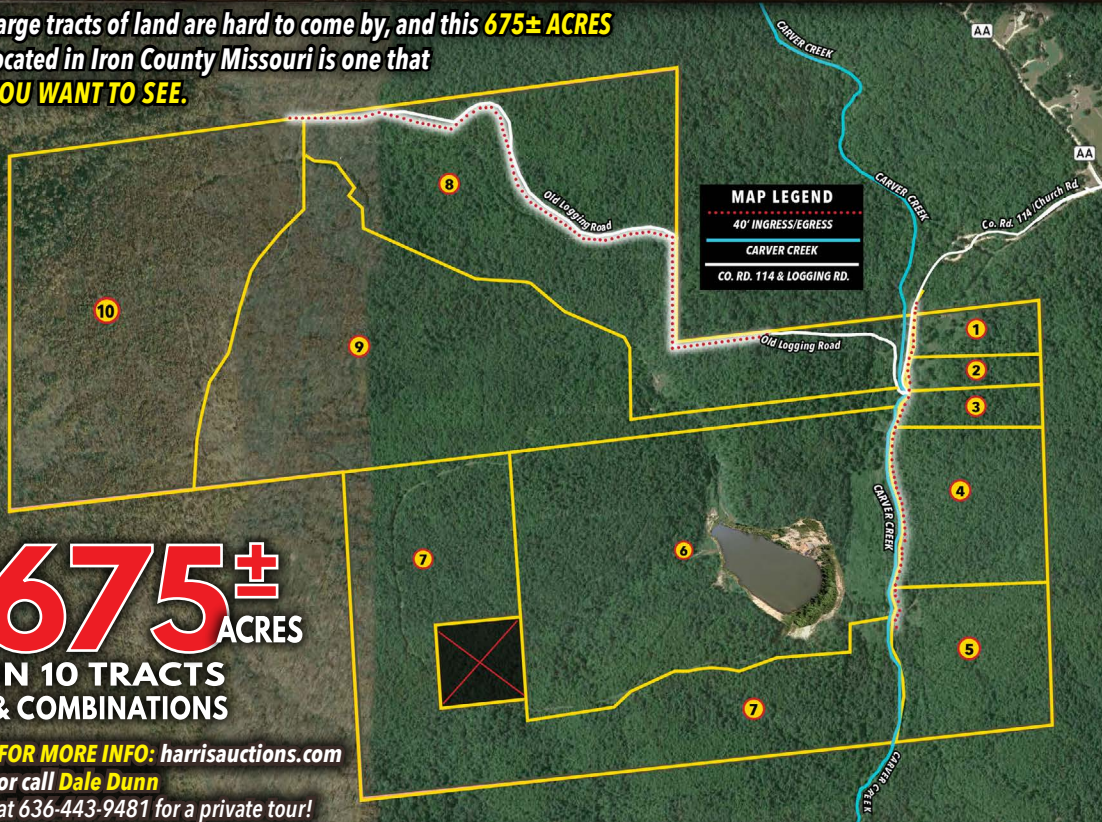 arge tracts of land are hard to come by, and this 675± ACRES
ocated in Iron County Missouri is one that
OU WANT TO SEE.
AA
CARVER CREEK
AA
8
CARVER CREEK
MAP LEGEND
40' INGRESS/EGRESS
CARVER CREEK
CO. RD. 114 & LOGGING RD.
Old Logging Road
Co. Rd. 114 /Church Rd.
10
9
Old Logging Road
1
2
3
4
CARVER CREEK
7
6
675±
ACRES
N 10 TRACTS
& COMBINATIONS
5
7
FOR MORE INFO: harrisauctions.com
or call Dale Dunn
at 636-443-9481 for a private tour!
CARVER CREEK